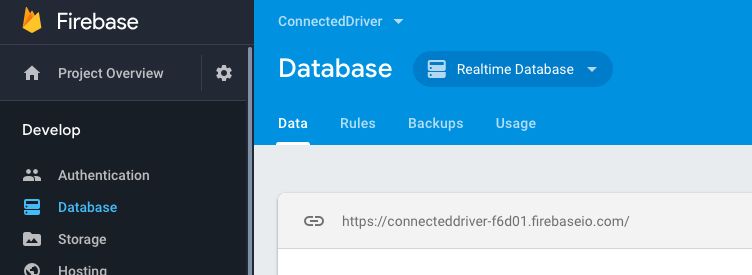 Firebase
Project Overview
Develop
Authentication
Database
Storage
Hosting
ConnectedDriver
Database
Realtime Database
Data
Rules
Backups
Usage
https://connecteddriver-f6d01.firebaseio.com/